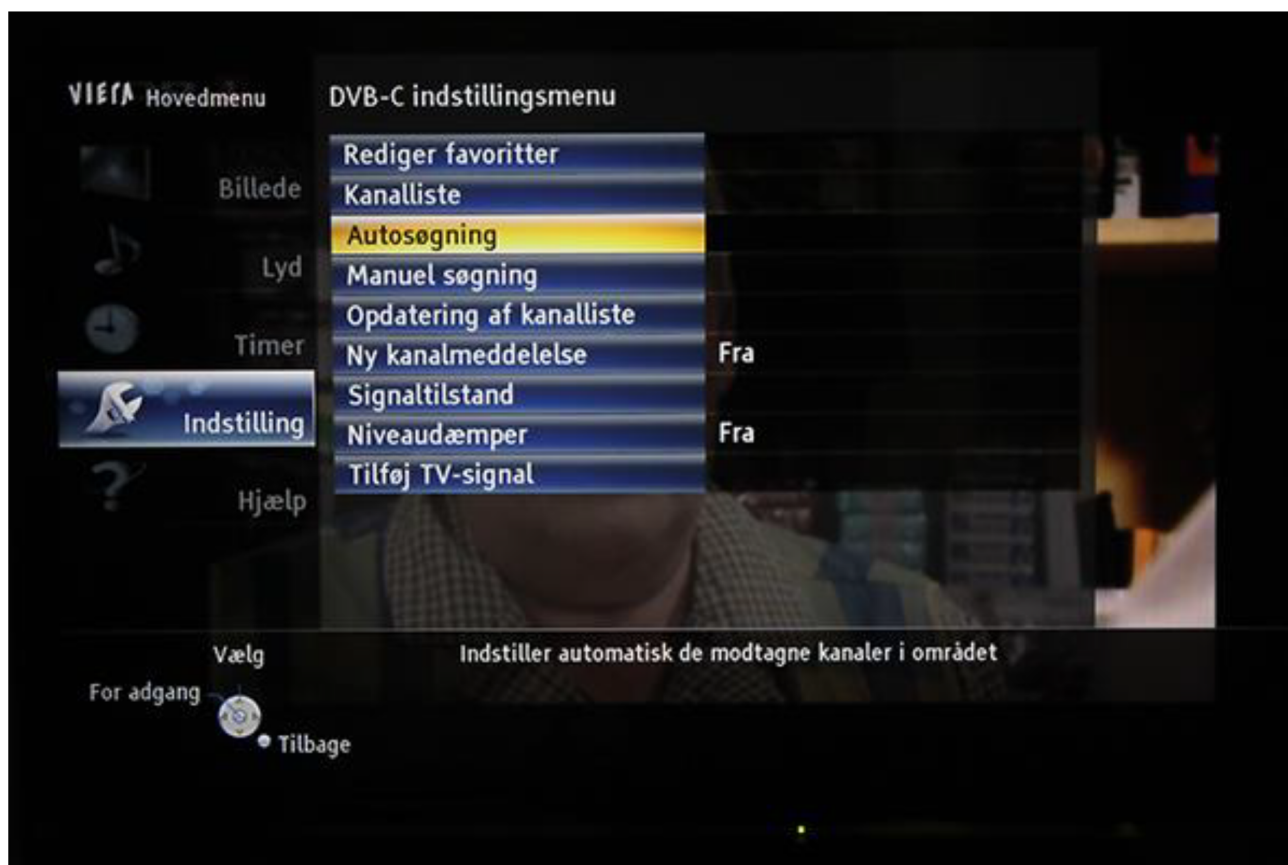 VIERA Hovedmenu
DVB-C indstillingsmenu
Billede
Lyd
Timer
Indstilling
Hjælp
Rediger favoritter
Kanalliste
Autosøgning
Manuel søgning
Opdatering af kanalliste
Ny kanalmeddelelse Fra
Signaltilstand
Niveaudæmper Fra
Tilføj TV-signal
Vælg
For adgang
Tilbage
Indstiller automatisk de modtagne kanaler i området